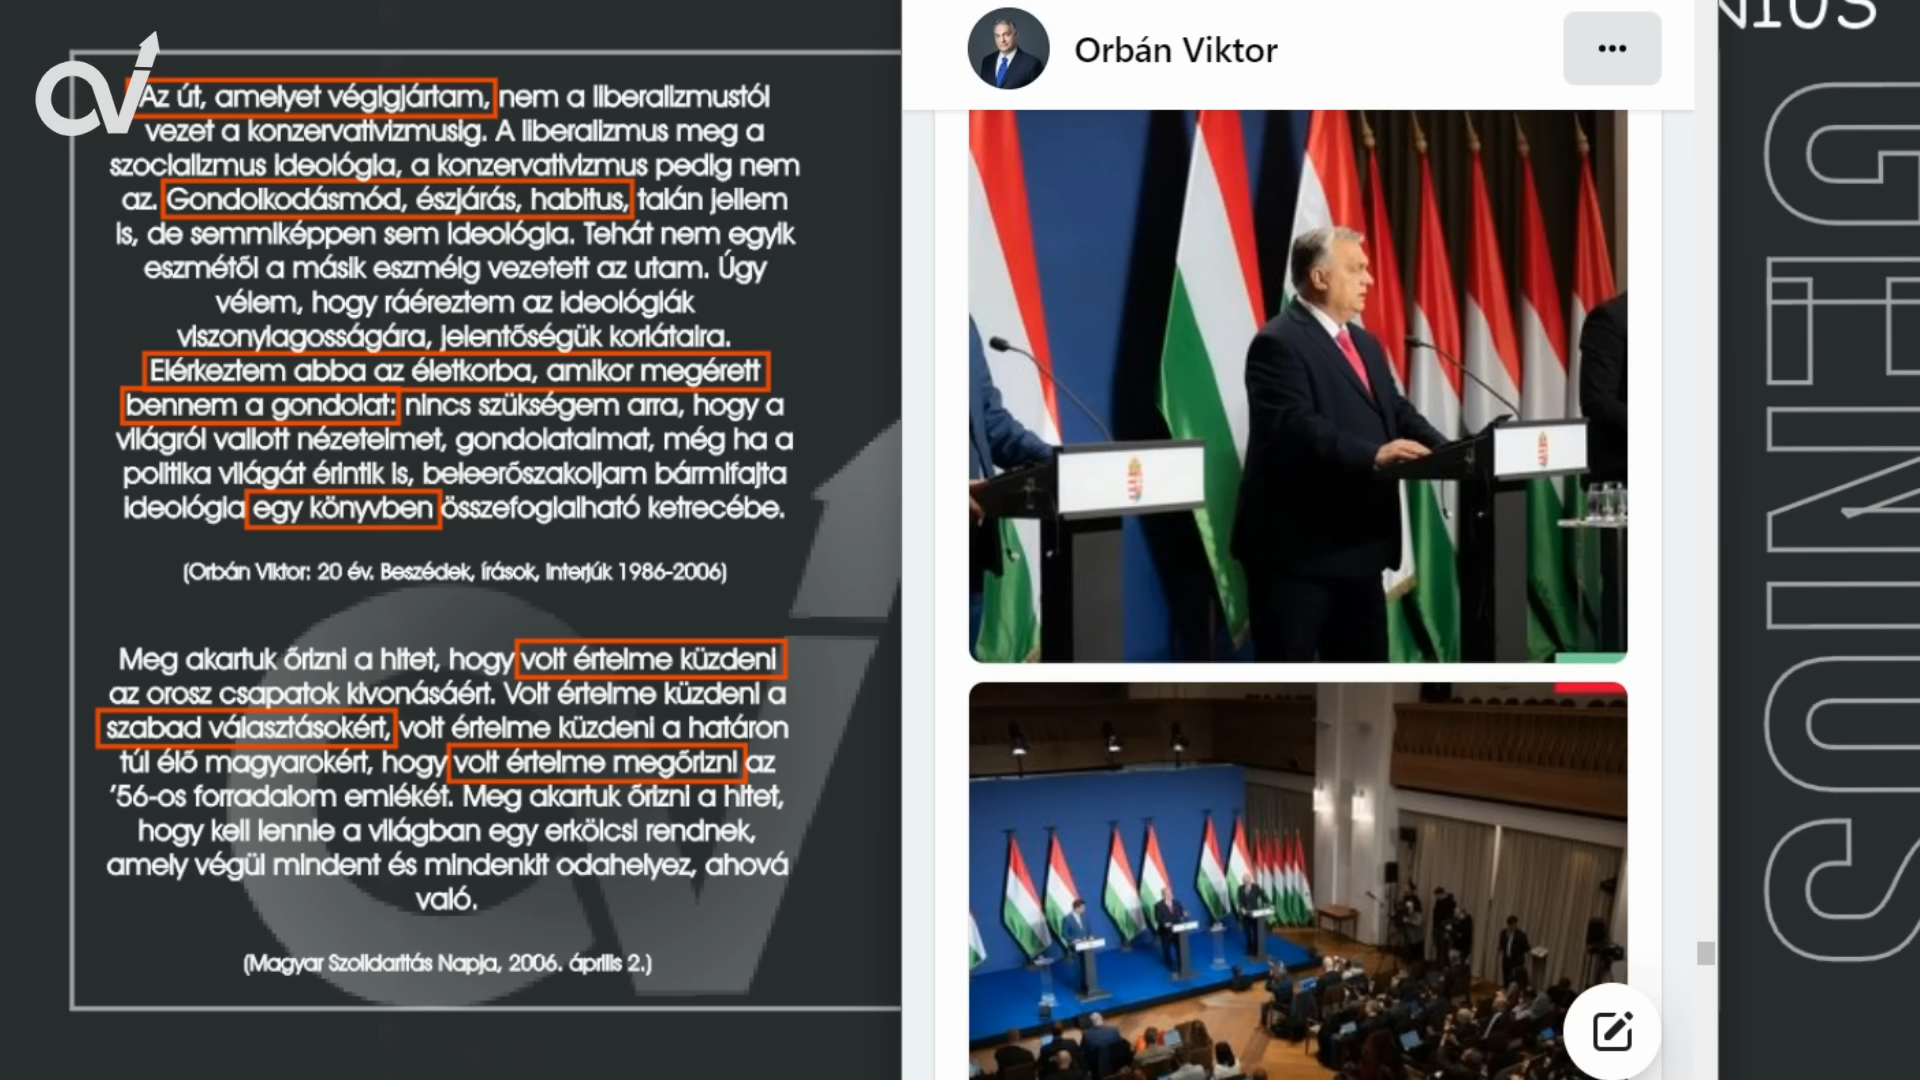 Az út, amelyet végigjártam, nem a liberalizmustól
vezet a konzervativizmusig. A liberalizmus meg a
szocializmus ideológia, a konzervativizmus pedig nem
az. Gondolkodásmód, észjárás, habitus, talán jellem
is, de semmiképpen sem ideológia. Tehát nem egyik
eszmétől a másik eszméig vezetett az utam. Úgy
vélem, hogy ráéreztem az ideológiák
viszonylagosságára, jelentőségük korlátaira.
Elérkeztem abba az életkorba, amikor megérett
bennem a gondolat: nincs szükségem arra, hogy a
világról vallott nézeteimet, gondolataimat, még ha a
politika világát érintik is, beleerőszakoljam bármifajta
ideológia egy könyvben összefoglalható ketrecébe.
(Orbán Viktor: 20 év. Beszédek, írások, interjúk 1986-2006)
Meg akartuk őrizni a hitet, hogy volt értelme küzdeni
az orosz csapatok kivonásáért. Volt értelme küzdeni a
szabad választásokért, volt értelme küzdeni a határon
túl élő magyarokért, hogy volt értelme megőrizni az
'56-os forradalom emlékét. Meg akartuk őrizni a hitet,
hogy kell lennie a világban egy erkölcsi rendnek,
amely végül mindent és mindenkit odahelyez, ahová
való.
(Magyar Szolidaritás Napja, 2006. április 2.)
Orbán Viktor
NIUS
GENIUS